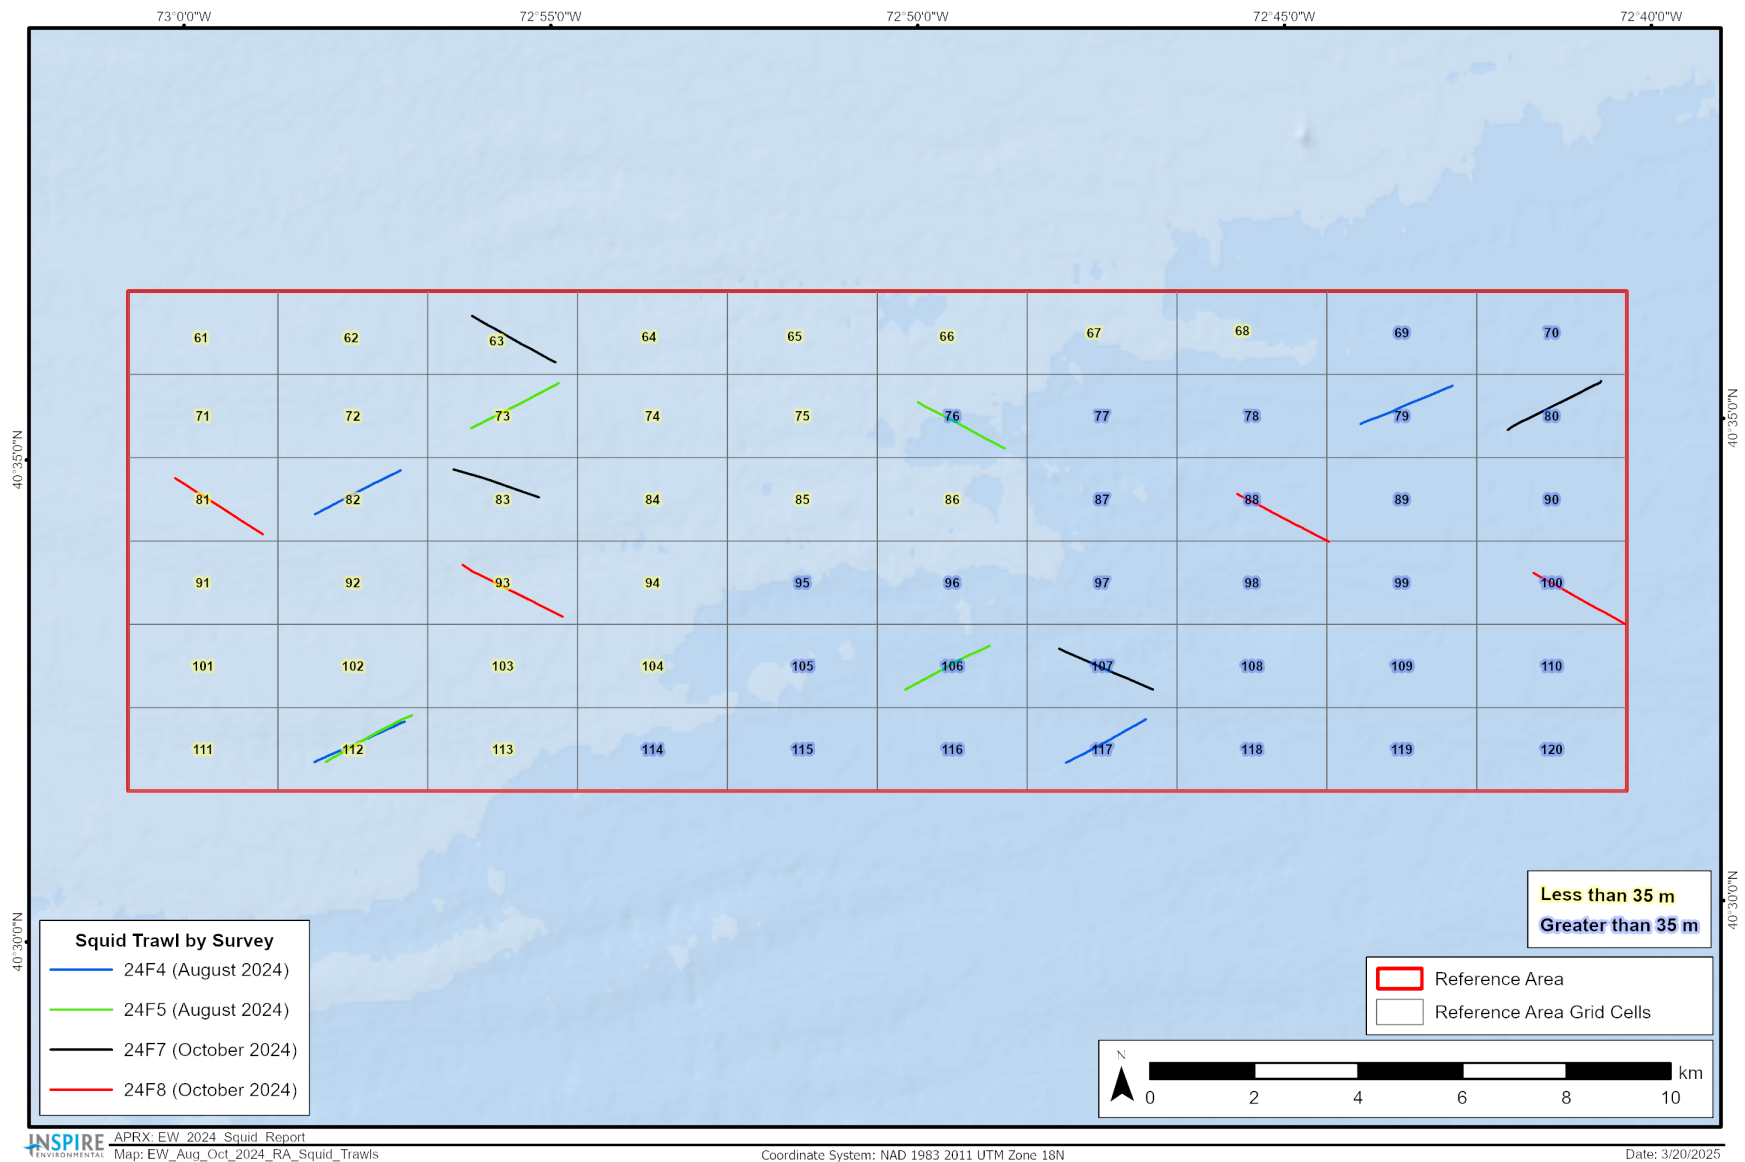 73°0'0"W 72°55'0"W 72°50'0"W 72°45'0"W 72°40'0"W
61 62 63 64 65 66 67 68 69 70
71 72 73 74 75 76 77 78 79 80
40°35'0"N 40°35'0"N
81 82 83 84 85 86 87 88 89 90
91 92 93 94 95 96 97 98 99 100
101 102 103 104 105 106 107 108 109 110
111 112 113 114 115 116 117 118 119 120
40°30'0"N 40°30'0"N
Less than 35 m
Greater than 35 m
Squid Trawl by Survey
24F4 (August 2024)
24F5 (August 2024)
24F7 (October 2024)
24F8 (October 2024)
Reference Area
Reference Area Grid Cells
N
km
0 2 4 6 8 10
INSPIRE
ENVIRONMENTAL
APRX: EW_2024_Squid_Report
Map: EW_Aug_Oct_2024_RA_Squid_Trawls
Coordinate System: NAD 1983 2011 UTM Zone 18N
Date: 3/20/2025